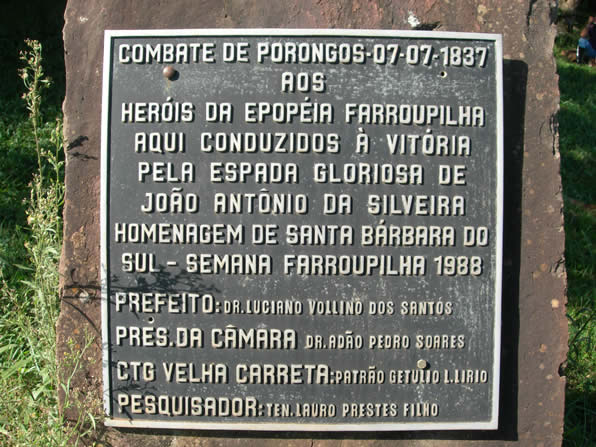 COMBATE DE PORONGOS-07-07-1837
AOS
HERÓIS DA EPOPÉIA FARROUPILHA
AQUI CONDUZIDOS À VITÓRIA
PELA ESPADA GLORIOSA DE
JOÃO ANTÔNIO DA SILVEIRA
HOMENAGEM DE SANTA BÁRBARA DO
SUL - SEMANA FARROUPILHA 1988
PREFEITO: DR. LUCIANO VOLLINO DOS SANTOS
PRES. DA CÂMARA DR. ADÃO PEDRO SOARES
CTG VELHA CARRETA: PATRÃO GETULIO L. LIRIO
PESQUISADOR: TEN. LAURO PRESTES FILHO